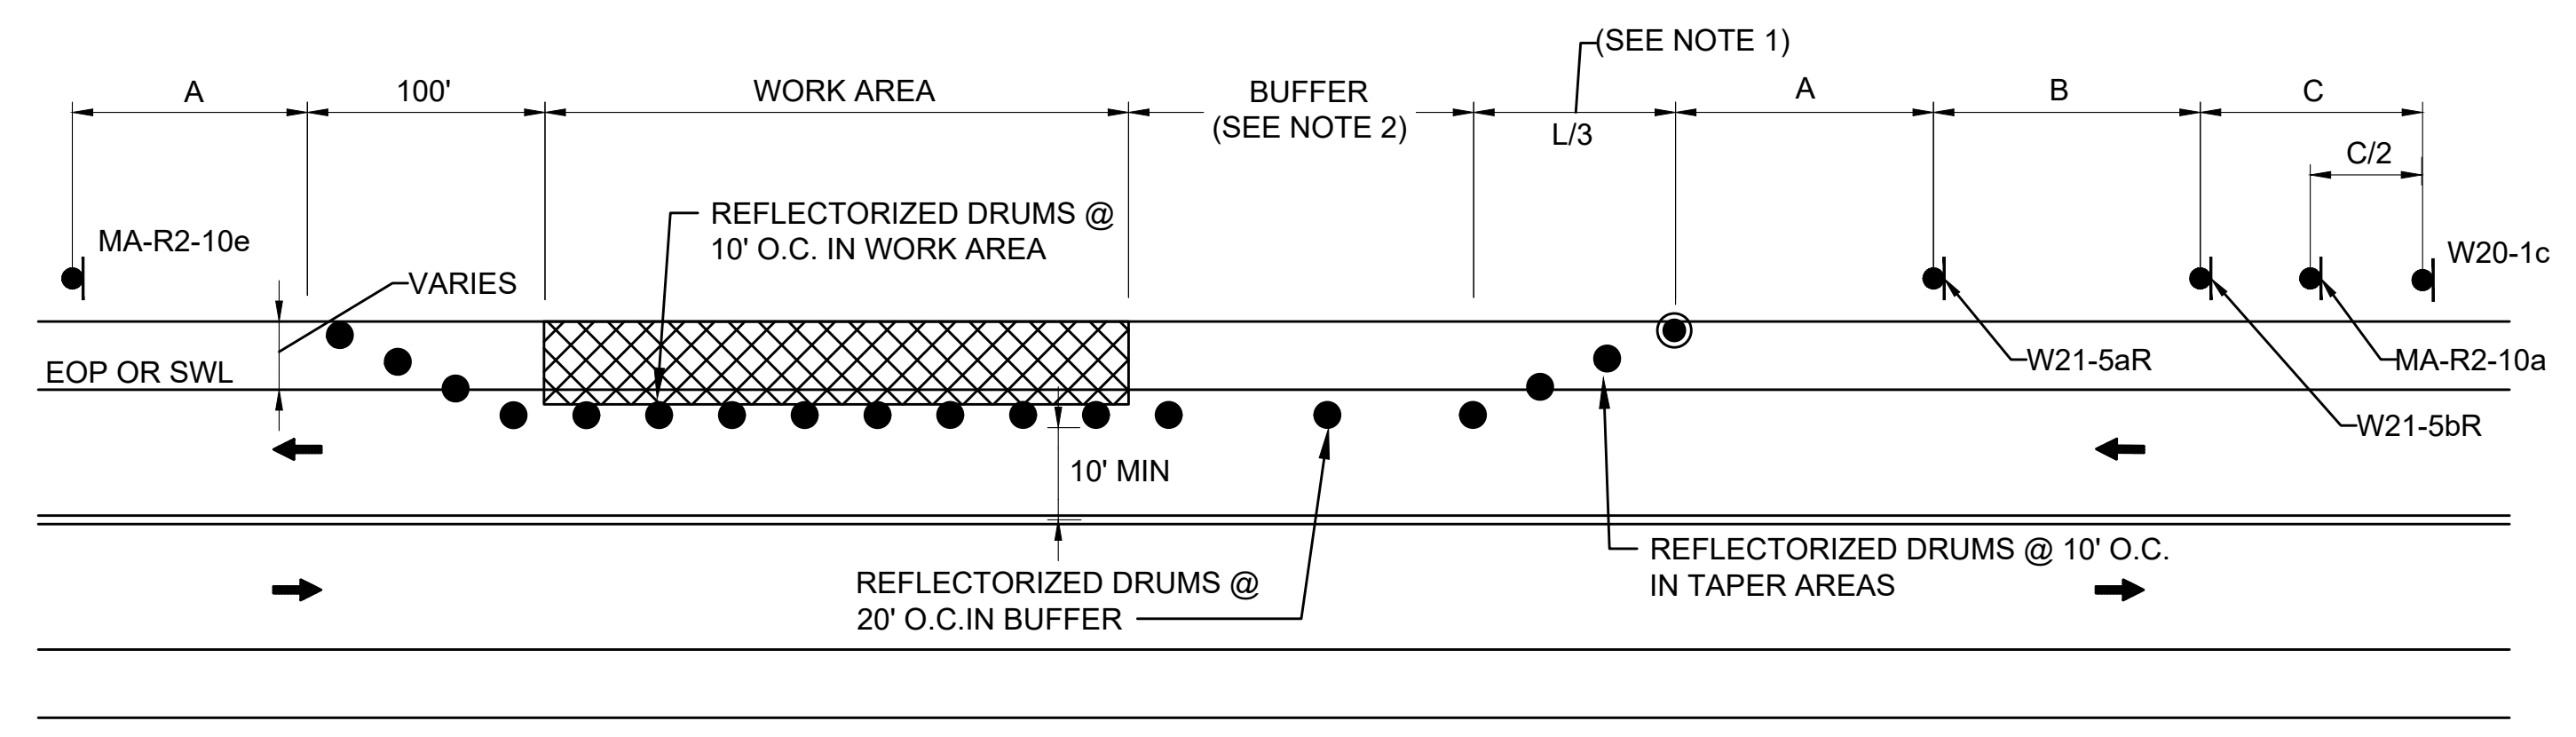 (SEE NOTE 1)
A
100'
WORK AREA
BUFFER
(SEE NOTE 2)
L/3
A
B
C
C/2
MA-R2-10e
VARIES
REFLECTORIZED DRUMS @
10' O.C. IN WORK AREA
W20-1c
EOP OR SWL
W21-5aR
MA-R2-10a
W21-5bR
10' MIN
REFLECTORIZED DRUMS @
20' O.C.IN BUFFER
REFLECTORIZED DRUMS @ 10' O.C.
IN TAPER AREAS